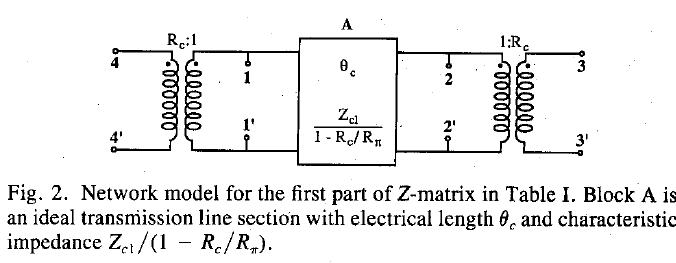 A
R_c:1
1:R_c
4
1
θ_c
2
3
Z_c1
1 - R_c/R_π
4'
1'
2'
3'
Fig. 2. Network model for the first part of Z-matrix in Table I. Block A is
an ideal transmission line section with electrical length θ_c and characteristic
impedance Z_c1/(1 − R_c/R_π).